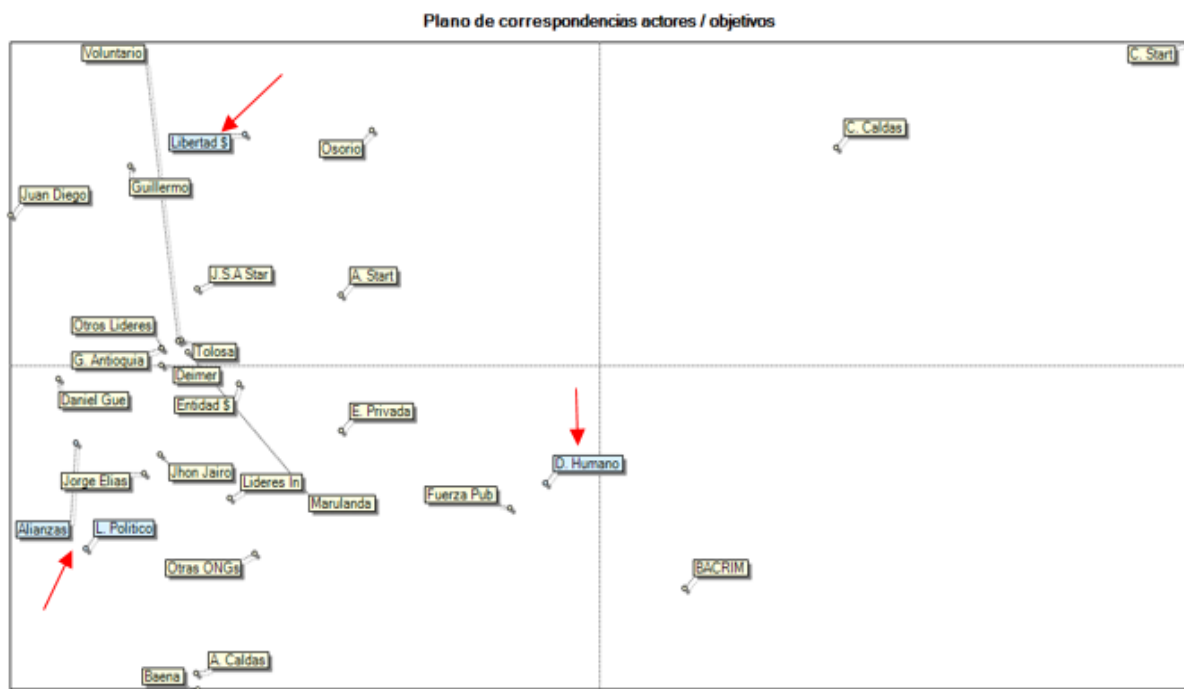 Plano de correspondencias actores / objetivos
Voluntario
C. Start
Libertad $
Osorio
C. Caldas
Juan Diego
Guillermo
J.S.A Star
A. Start
Otros Lideres
Tolosa
G. Antioquia
Deimer
Daniel Gue
Entidad $
E. Privada
D. Humano
Jorge Elias
Jhon Jairo
Lideres In
Marulanda
Fuerza Pub
Alianzas
L. Politico
Otras ONGs
BACRIM
A. Caldas
Baena